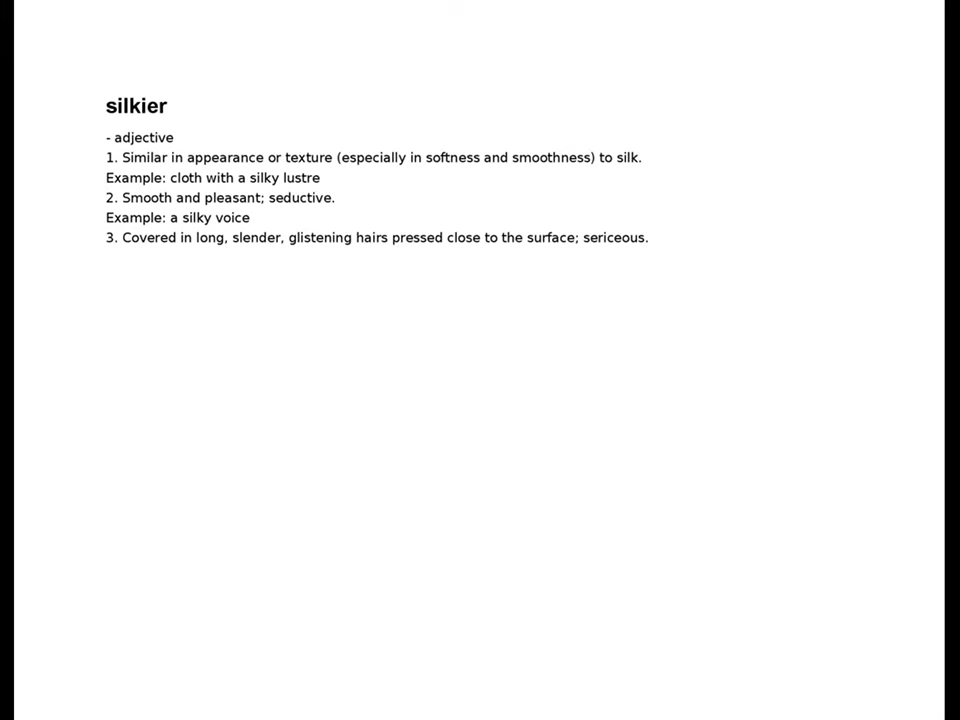 silkier
- adjective
1. Similar in appearance or texture (especially in softness and smoothness) to silk.
Example: cloth with a silky lustre
2. Smooth and pleasant; seductive.
Example: a silky voice
3. Covered in long, slender, glistening hairs pressed close to the surface; sericeous.